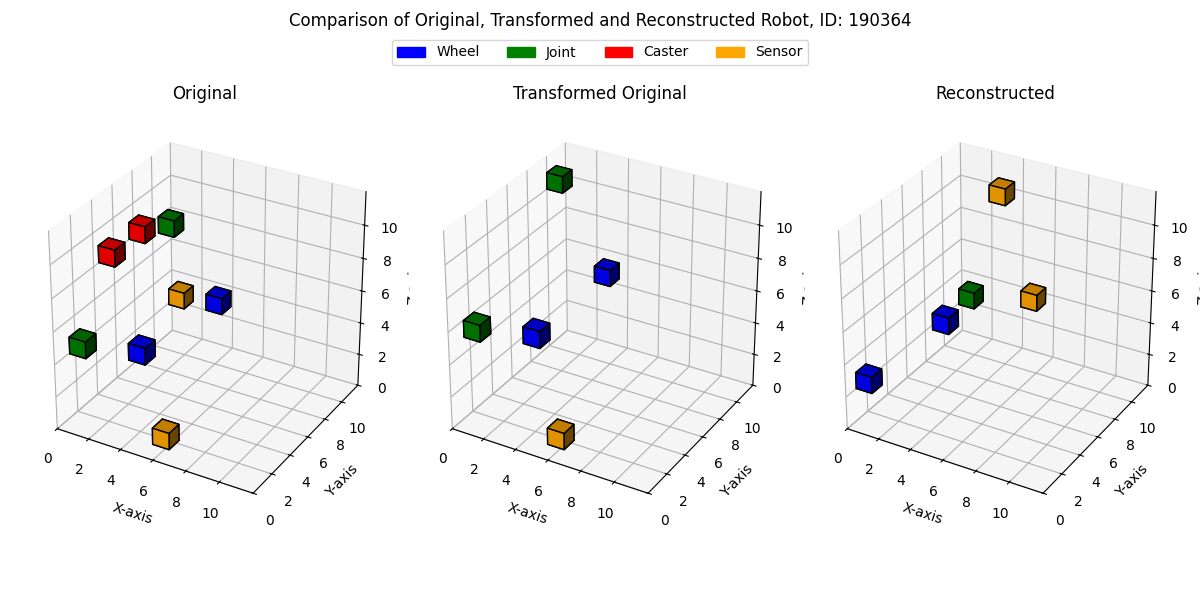 Comparison of Original, Transformed and Reconstructed Robot, ID: 190364
Wheel Joint Caster Sensor
Original Transformed Original Reconstructed
10 10 10
8 8 8
6 6 6
4 4 4
2 2 2
0 0 0
10 10 10
8 8 8
6 6 6
4 4 4
2 2 2
0 0 0
0 2 4 6 8 10 0 2 4 6 8 10 0 2 4 6 8 10
X-axis Y-axis X-axis Y-axis X-axis Y-axis